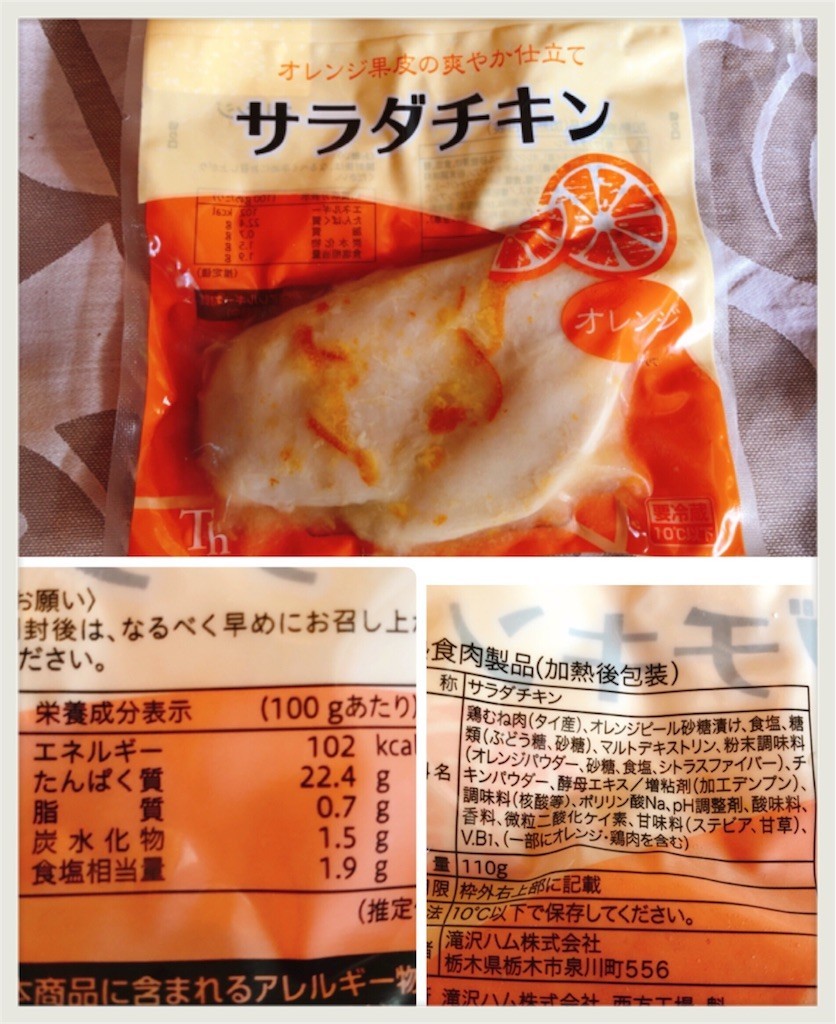 オレンジ果皮の爽やか仕立て
サラダチキン
オレンジ
Th
要冷蔵
お願い〉
封後は、なるべく早めにお召し上
ださい。
栄養成分表示 (100 gあたり)
エネルギー 102 kcal
たんぱく質 22.4 g
脂 質 0.7 g
炭水化物 1.5 g
食塩相当量 1.9 g
(推定
本商品に含まれるアレルギー物
食肉製品(加熱後包装)
称 サラダチキン
鶏むね肉(タイ産)、オレンジピール砂糖漬け、食塩、糖
類(ぶどう糖、砂糖)、マルトデキストリン、粉末調味料
(オレンジパウダー、砂糖、食塩、シトラスファイバー)、チ
名 キンパウダー、酵母エキス/増粘剤(加工デンプン)、
調味料(核酸等)、ポリリン酸Na、pH調整剤、酸味料、
香料、微粒二酸化ケイ素、甘味料(ステビア、甘草)、
V.B1、(一部にオレンジ・鶏肉を含む)
量 110g
限 枠外右上部に記載
法 10℃以下で保存してください。
者 滝沢ハム株式会社
栃木県栃木市泉川町556
滝沢ハム株式会社 西方工場